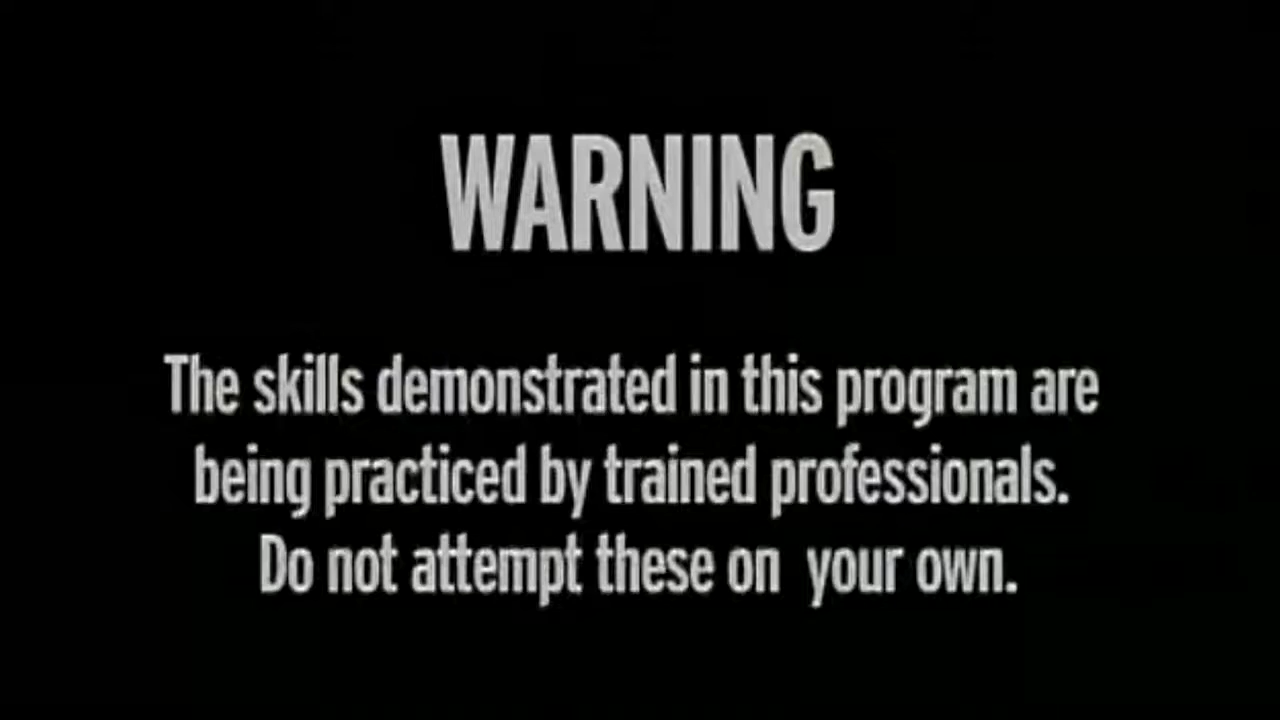 WARNING
The skills demonstrated in this program are
being practiced by trained professionals.
Do not attempt these on  your own.